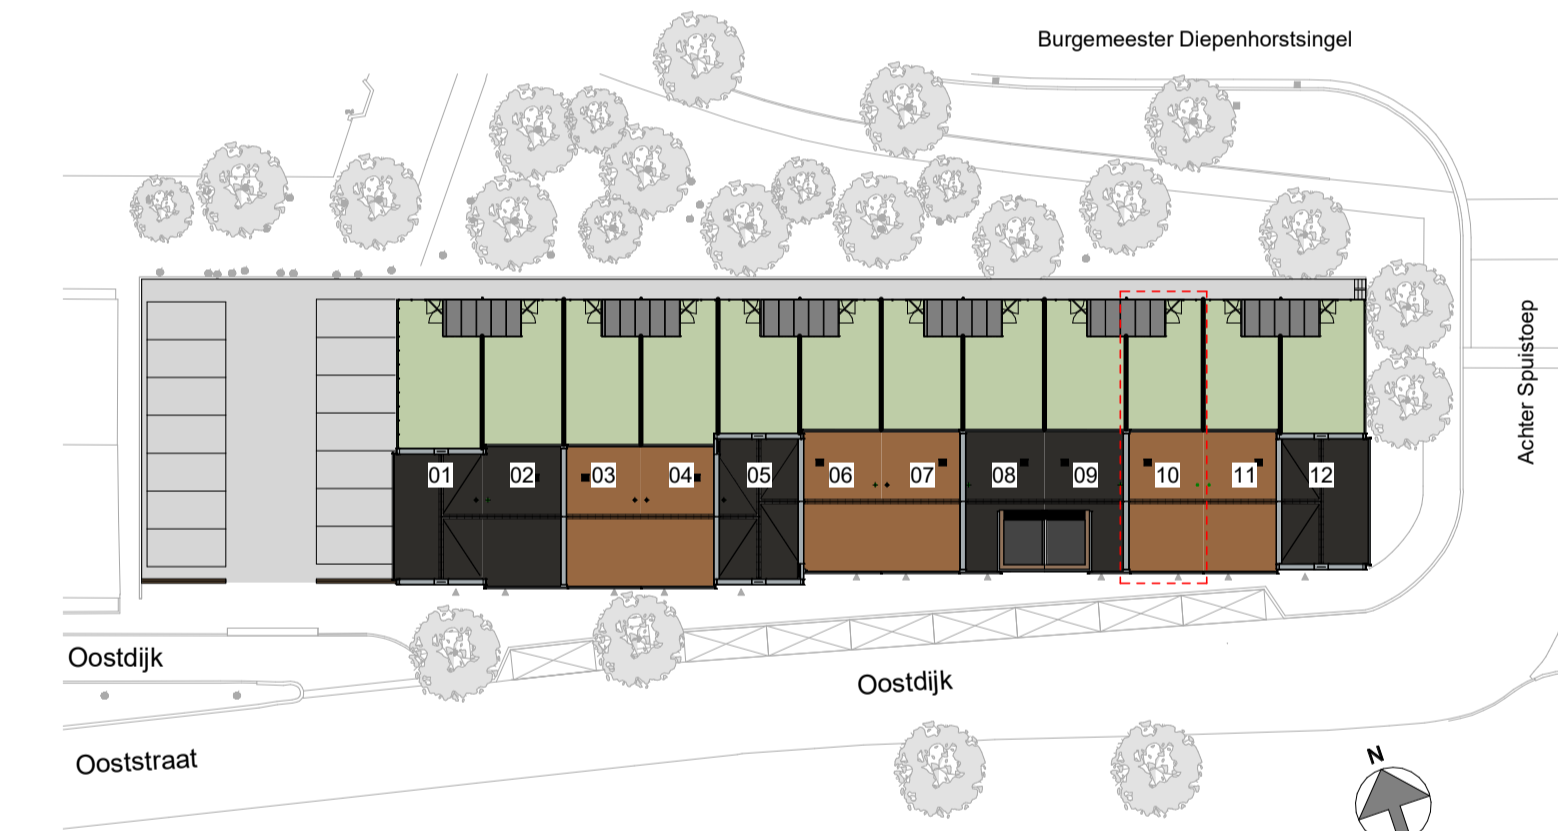 Burgemeester Diepenhorstsingel
Achter Spuistoep
01 02 03 04 05 06 07 08 09 10 11 12
Oostdijk
Oostdijk
Ooststraat
N